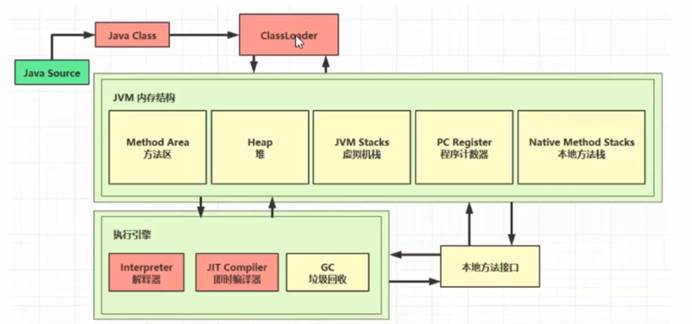 Java Class
ClassLoader
Java Source
JVM 内存结构
Method Area
方法区
Heap
堆
JVM Stacks
虚拟机栈
PC Register
程序计数器
Native Method Stacks
本地方法栈
执行引擎
Interpreter
解释器
JIT Compiler
即时编译器
GC
垃圾回收
本地方法接口